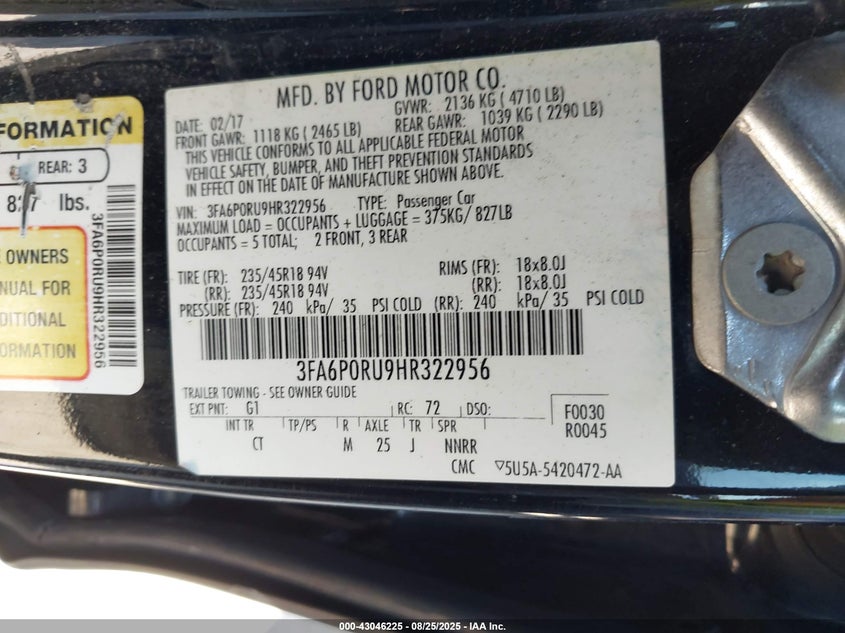 FORMATION
REAR: 3
lbs.
OWNERS
NUAL FOR
DITIONAL
FORMATION
3FA6P0RU9HR322956
MFD. BY FORD MOTOR CO.
DATE: 02/17 GVWR: 2136 KG ( 4710 LB)
FRONT GAWR: 1118 KG ( 2465 LB) REAR GAWR: 1039 KG ( 2290 LB)
THIS VEHICLE CONFORMS TO ALL APPLICABLE FEDERAL MOTOR
VEHICLE SAFETY, BUMPER, AND THEFT PREVENTION STANDARDS
IN EFFECT ON THE DATE OF MANUFACTURE SHOWN ABOVE.
VIN: 3FA6P0RU9HR322956 TYPE: Passenger Car
MAXIMUM LOAD = OCCUPANTS + LUGGAGE = 375KG/ 827LB
OCCUPANTS = 5 TOTAL; 2 FRONT, 3 REAR
TIRE (FR): 235/45R18 94V RIMS (FR): 18x8.0J
(RR): 235/45R18 94V (RR): 18x8.0J
PRESSURE (FR): 240 kPa/ 35 PSI COLD (RR): 240 kPa/ 35 PSI COLD
3FA6P0RU9HR322956
TRAILER TOWING - SEE OWNER GUIDE
EXT PNT: G1 RC: 72 DSO: F0030
INT TR TP/PS R AXLE TR SPR R0045
CT M 25 J NNRR
CMC ▽5U5A-5420472-AA
000-43046225 - 08/25/2025 - IAA Inc.